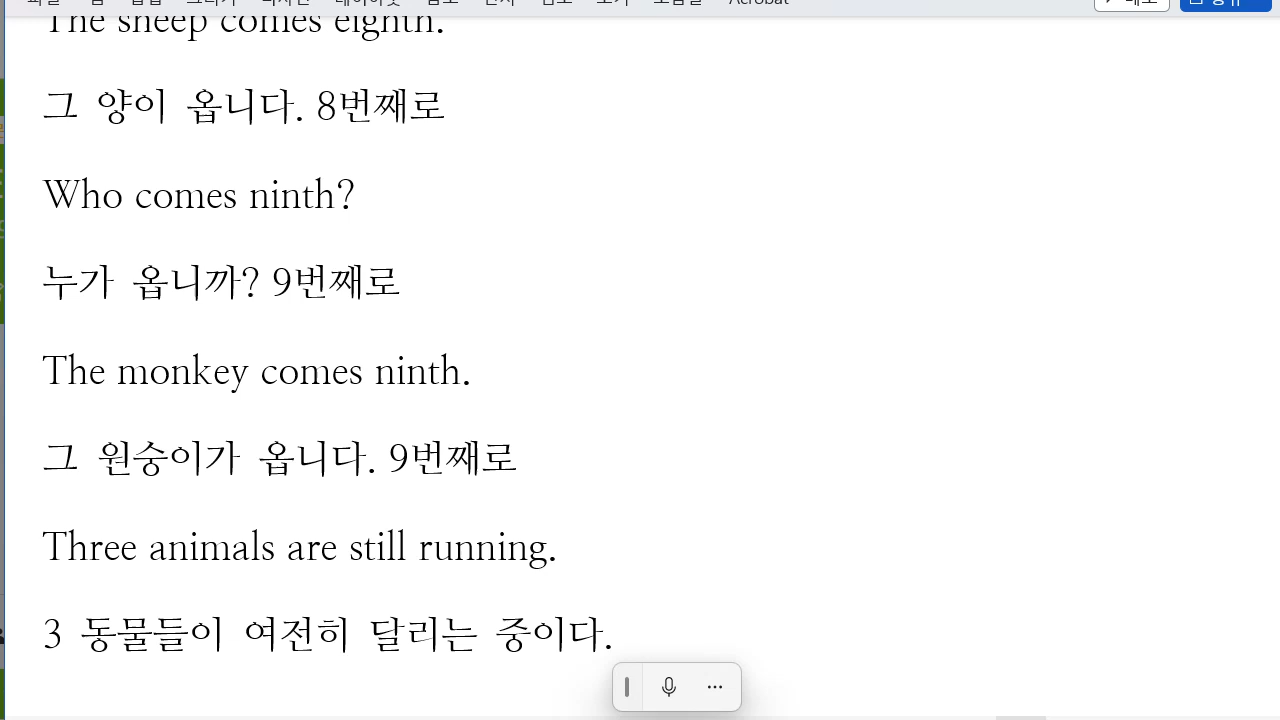 Acrobat
The sheep comes eighth.
그 양이 옵니다. 8번째로
Who comes ninth?
누가 옵니까? 9번째로
The monkey comes ninth.
그 원숭이가 옵니다. 9번째로
Three animals are still running.
3 동물들이 여전히 달리는 중이다.